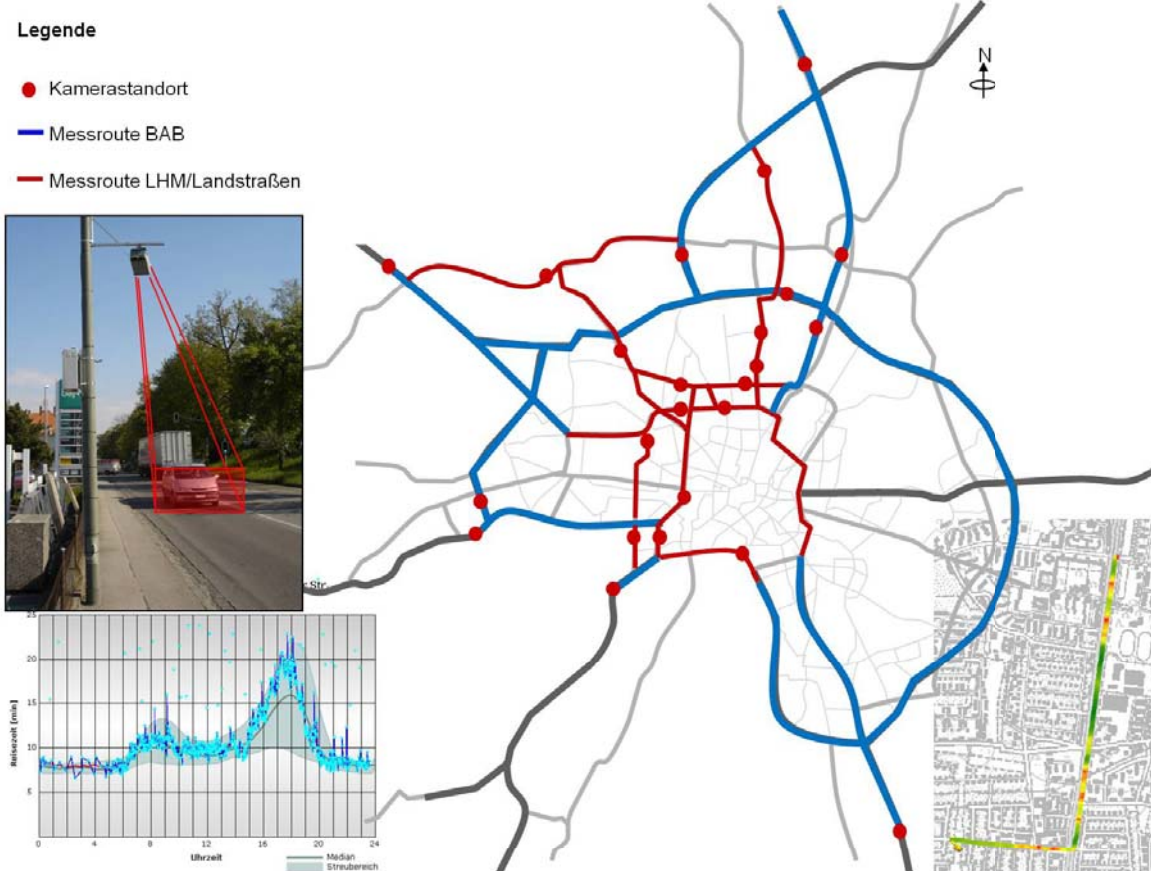 Legende
Kamerastandort
Messroute BAB
Messroute LHM/Landstraßen
N
Str.
25
20
15
10
5
Reisezeit [min]
0 4 8 12 16 20 24
Uhrzeit
Median
Streubereich